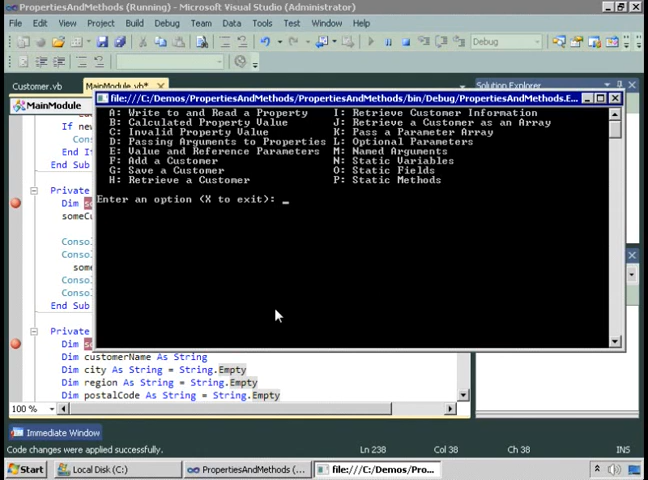 PropertiesAndMethods (Running) - Microsoft Visual Studio (Administrator)
File Edit View Project Build Debug Team Data Tools Test Window Help
Debug
Customer.vb MainModule.vb* Solution Explorer
MainModule
file:///C:/Demos/PropertiesAndMethods/PropertiesAndMethods/bin/Debug/PropertiesAndMethods.E...
A: Write to and Read a Property I: Retrieve Customer Information
B: Calculated Property Value J: Retrieve a Customer as an Array
C: Invalid Property Value K: Pass a Parameter Array
D: Passing Arguments to Properties L: Optional Parameters
E: Value and Reference Parameters M: Named Arguments
F: Add a Customer N: Static Variables
G: Save a Customer O: Static Fields
H: Retrieve a Customer P: Static Methods
Enter an option (X to exit): _
If new
Con
End I
End Sub
Private
Dim s
someCu
Conso
som
Conso
Conso
Conso
End Sub
Private
Dim s
Dim customerName As String
Dim city As String = String.Empty
Dim region As String = String.Empty
Dim postalCode As String = String.Empty
100 %
Immediate Window
Code changes were applied successfully. Ln 238 Col 38 Ch 38 INS
Start Local Disk (C:) PropertiesAndMethods (... file:///C:/Demos/Pro...